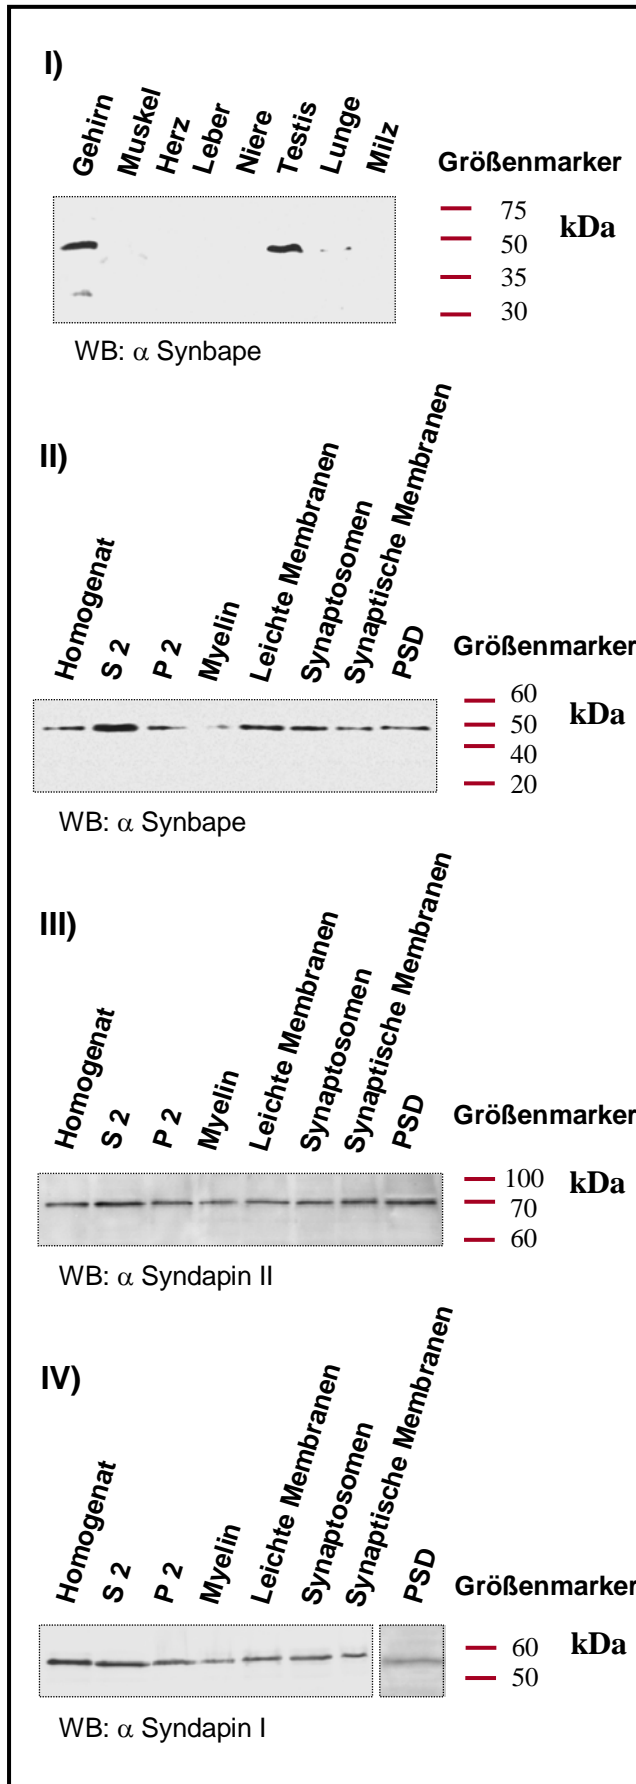 I)
Gehirn Muskel Herz Leber Niere Testis Lunge Milz
Größenmarker
75
50
35
30
kDa
WB: α Synbape
II)
Homogenat S 2 P 2 Myelin Leichte Membranen Synaptosomen Synaptische Membranen PSD
Größenmarker
60
50
40
20
kDa
WB: α Synbape
III)
Homogenat S 2 P 2 Myelin Leichte Membranen Synaptosomen Synaptische Membranen PSD
Größenmarker
100
70
60
kDa
WB: α Syndapin II
IV)
Homogenat S 2 P 2 Myelin Leichte Membranen Synaptosomen Synaptische Membranen PSD
Größenmarker
60
50
kDa
WB: α Syndapin I